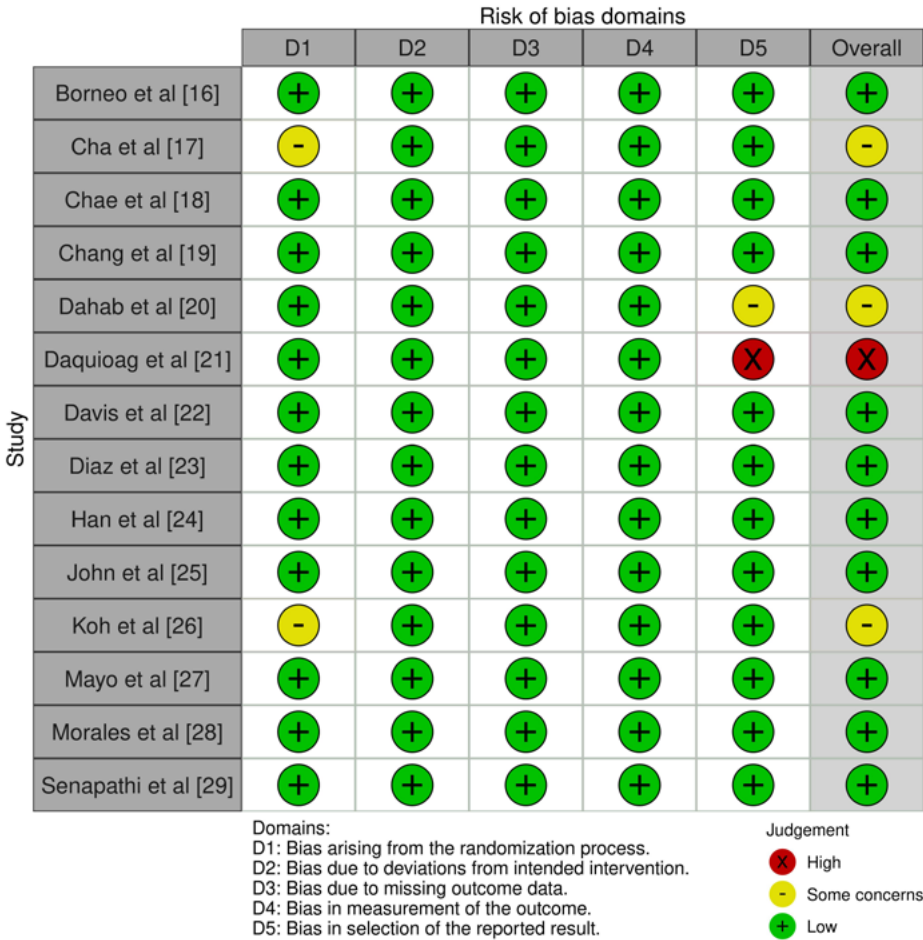 Risk of bias domains
D1 D2 D3 D4 D5 Overall
Study
Borneo et al [16] + + + + + +
Cha et al [17] - + + + + -
Chae et al [18] + + + + + +
Chang et al [19] + + + + + +
Dahab et al [20] + + + + - -
Daquioag et al [21] + + + + X X
Davis et al [22] + + + + + +
Diaz et al [23] + + + + + +
Han et al [24] + + + + + +
John et al [25] + + + + + +
Koh et al [26] - + + + + -
Mayo et al [27] + + + + + +
Morales et al [28] + + + + + +
Senapathi et al [29] + + + + + +
Domains:
D1: Bias arising from the randomization process.
D2: Bias due to deviations from intended intervention.
D3: Bias due to missing outcome data.
D4: Bias in measurement of the outcome.
D5: Bias in selection of the reported result.
Judgement
X High
- Some concerns
+ Low